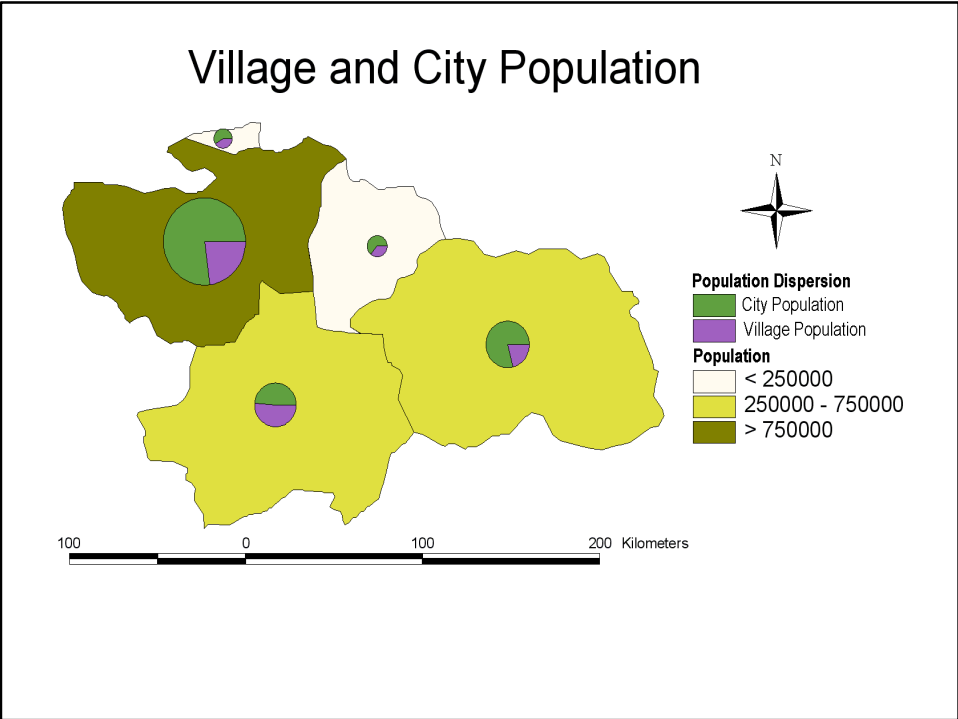 Village and City Population
N
Population Dispersion
City Population
Village Population
Population
< 250000
250000 - 750000
> 750000
100 0 100 200 Kilometers